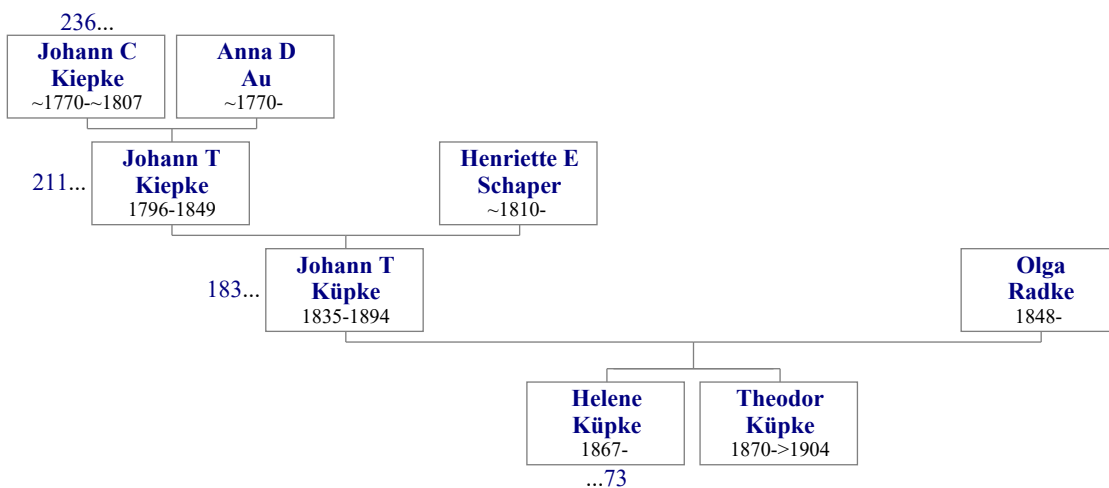 236...
Johann C
Kiepke
~1770-~1807
Anna D
Au
~1770-
211...
Johann T
Kiepke
1796-1849
Henriette E
Schaper
~1810-
183...
Johann T
Küpke
1835-1894
Olga
Radke
1848-
Helene
Küpke
1867-
...73
Theodor
Küpke
1870->1904